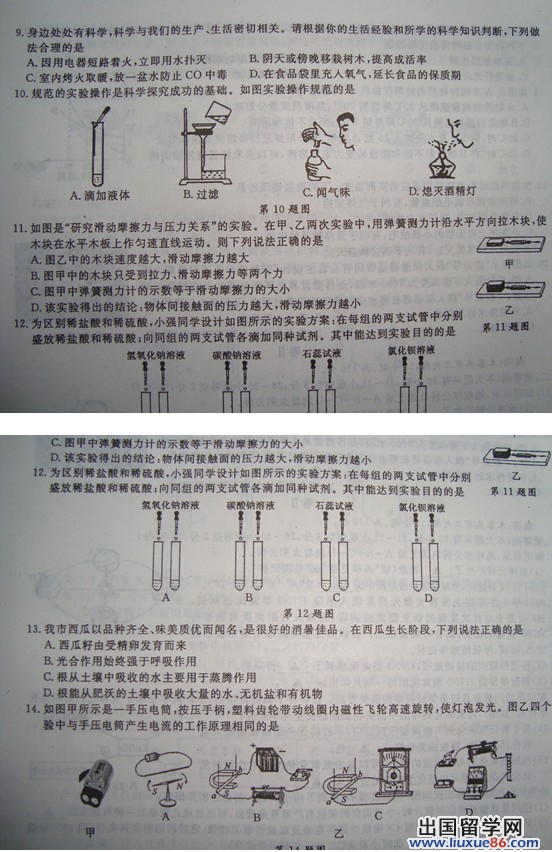 9. 身边处处有科学,科学与我们的生产、生活密切相关。请根据你的生活经验和所学的科学知识判断,下列做
法合理的是
A. 因用电器短路着火,立即用水扑灭 B. 阴天或傍晚移栽树木,提高成活率
C. 室内烤火取暖,放一盆水防止 CO 中毒 D. 在食品袋里充入氧气,延长食品的保质期
10. 规范的实验操作是科学探究成功的基础。如图实验操作规范的是
A. 滴加液体 B. 过滤 C. 闻气味 D. 熄灭酒精灯
第 10 题图
11. 如图是“研究滑动摩擦力与压力关系”的实验。在甲、乙两次实验中,用弹簧测力计沿水平方向拉木块,使
木块在水平木板上作匀速直线运动。则下列说法正确的是
A. 图乙中的木块速度越大,滑动摩擦力越大
甲
B. 图甲中的木块只受到拉力、滑动摩擦力等两个力
C. 图甲中弹簧测力计的示数等于滑动摩擦力的大小
D. 该实验得出的结论:物体间接触面的压力越大,滑动摩擦力越小
乙
12. 为区别稀盐酸和稀硫酸,小强同学设计如图所示的实验方案:在每组的两支试管中分别
第 11 题图
盛放稀盐酸和稀硫酸;向同组的两支试管各滴加同种试剂。其中能达到实验目的的是
氢氧化钠溶液 碳酸钠溶液 石蕊试液 氯化钡溶液
C. 图甲中弹簧测力计的示数等于滑动摩擦力的大小
D. 该实验得出的结论:物体间接触面的压力越大,滑动摩擦力越小
乙
12. 为区别稀盐酸和稀硫酸,小强同学设计如图所示的实验方案:在每组的两支试管中分别
盛放稀盐酸和稀硫酸;向同组的两支试管各滴加同种试剂。其中能达到实验目的的是
第 11 题图
氢氧化钠溶液 碳酸钠溶液 石蕊试液 氯化钡溶液
A B C D
第 12 题图
13. 我市西瓜以品种齐全、味美质优而闻名,是很好的消暑佳品。在西瓜生长阶段,下列说法正确的是
A. 西瓜籽由受精卵发育而来
B. 光合作用始终强于呼吸作用
C. 根从土壤中吸收的水主要用于蒸腾作用
D. 根能从肥沃的土壤中吸收大量的水、无机盐和有机物
14. 如图甲所示是一手压电筒,按压手柄,塑料齿轮带动线圈内磁性飞轮高速旋转,使灯泡发光。图乙四个
验中与手压电筒产生电流的工作原理相同的是
甲 A B 乙 C D
第 14 题图
出国留学网
www.liuxue86.com